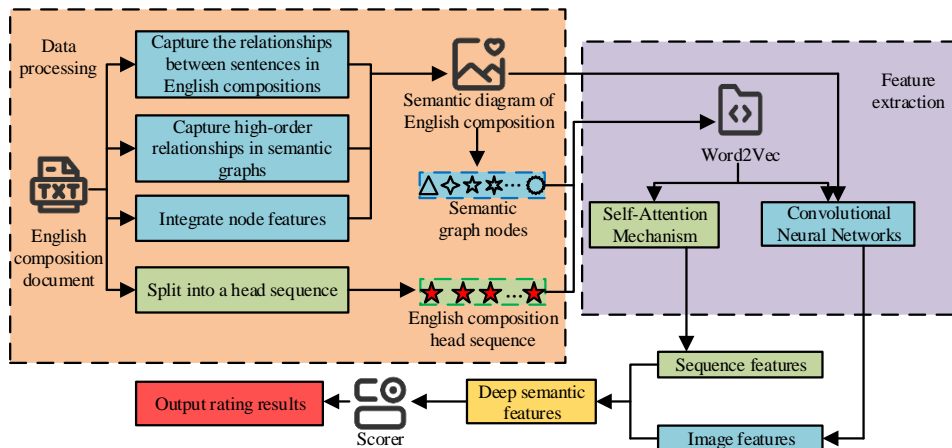 Data
processing
Capture the relationships
between sentences in
English compositions
Capture high-order
relationships in semantic
graphs
Integrate node features
Split into a head sequence
TXT
English
composition
document
Semantic diagram of
English composition
...
Semantic
graph nodes
...
English composition
head sequence
Feature
extraction
Word2Vec
Self-Attention
Mechanism
Convolutional
Neural Networks
Sequence features
Image features
Deep semantic
features
Scorer
Output rating results